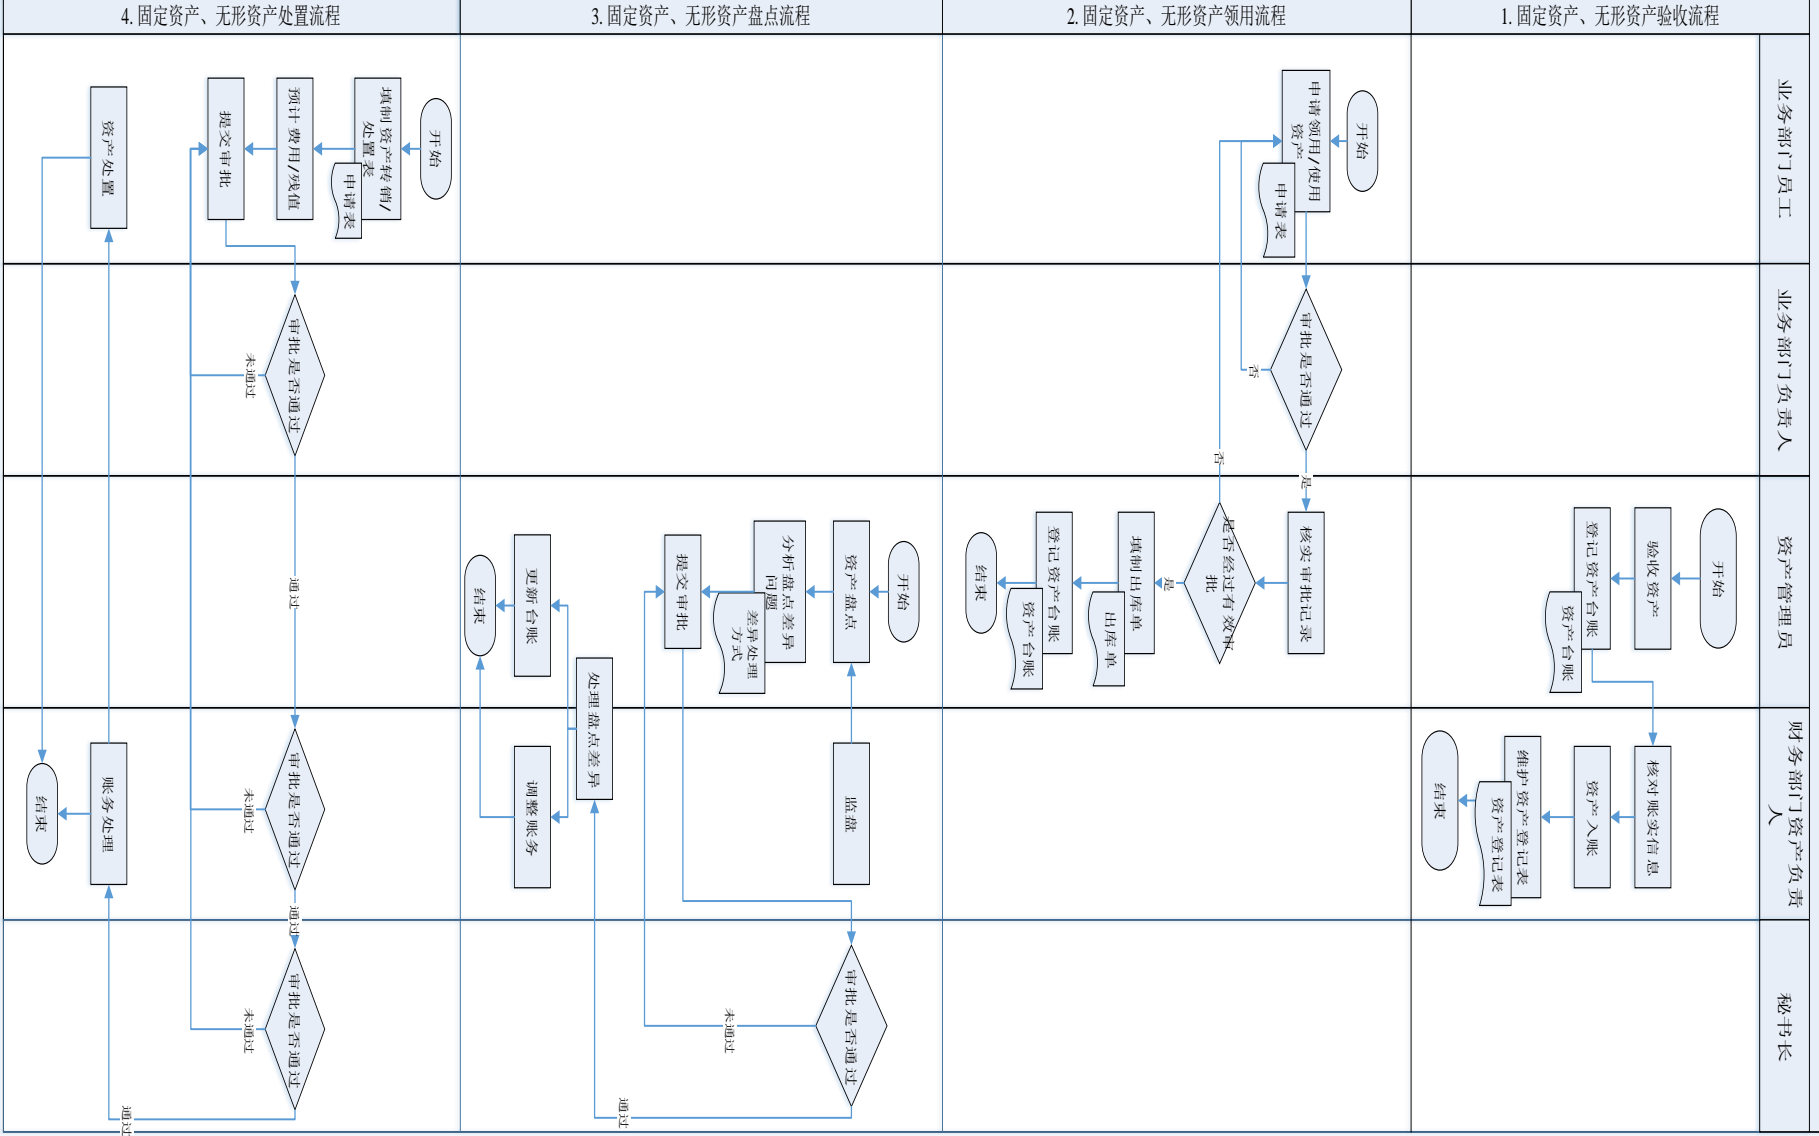 4. 固定资产、无形资产处置流程
3. 固定资产、无形资产盘点流程
2. 固定资产、无形资产领用流程
1. 固定资产、无形资产验收流程
业务部门员工
业务部门负责人
资产管理员
财务部门资产负责
人
秘书长
开始
验收资产
登记资产台账
资产台账
核对账实信息
资产入账
维护资产登记表
资产登记表
结束
开始
申请领用/使用
资产
申请表
审批是否通过
否
是
核实审批记录
是否经过有效审
批
否
是
填制出库单
出库单
登记资产台账
资产台账
结束
开始
资产盘点
监盘
分析盘点差异
问题
差异处理
方式
提交审批
审批是否通过
未通过
通过
处理盘点差异
更新台账
调整账务
结束
开始
填制资产转销/
处置表
申请表
预计费用/残值
提交审批
审批是否通过
未通过
通过
审批是否通过
未通过
通过
审批是否通过
未通过
通过
账务处理
资产处置
结束